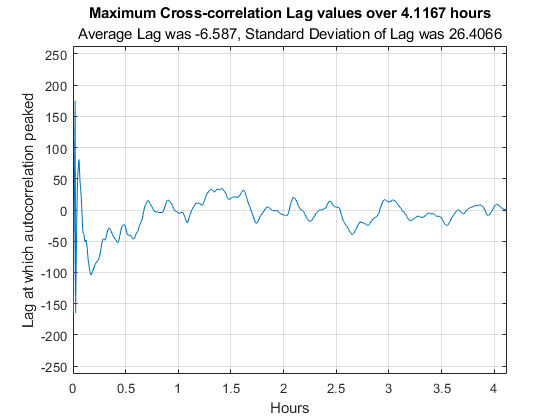 Maximum Cross-correlation Lag values over 4.1167 hours
Average Lag was -6.587, Standard Deviation of Lag was 26.4066
Lag at which autocorrelation peaked
250
200
150
100
50
0
-50
-100
-150
-200
-250
0 0.5 1 1.5 2 2.5 3 3.5 4
Hours